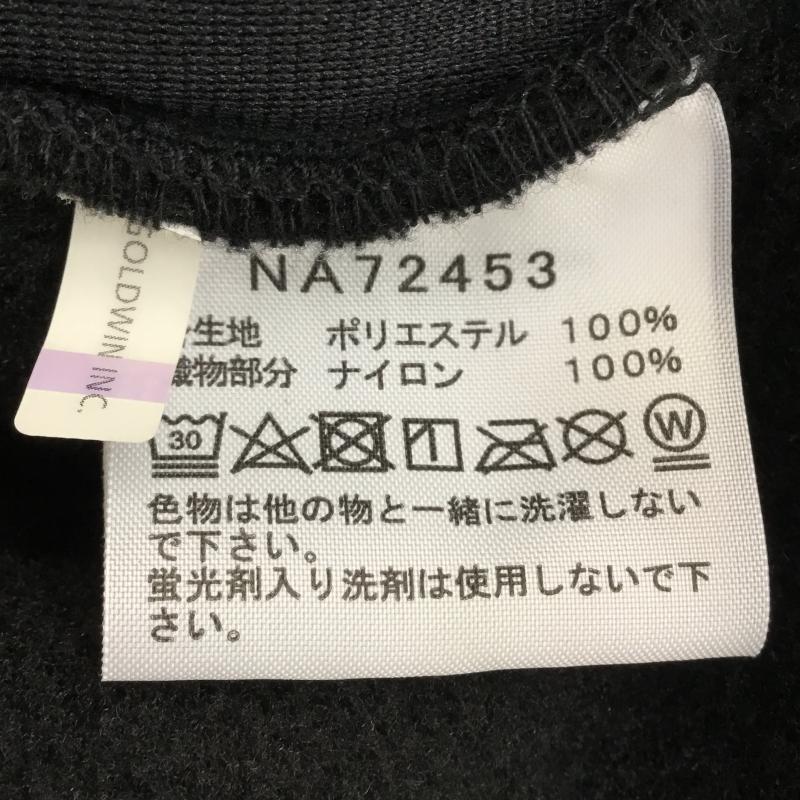 GOLDWIN INC.
NA72453
生地 ポリエステル 100%
織物部分 ナイロン 100%
30
W
色物は他の物と一緒に洗濯しない
で下さい。
蛍光剤入り洗剤は使用しないで下
さい。